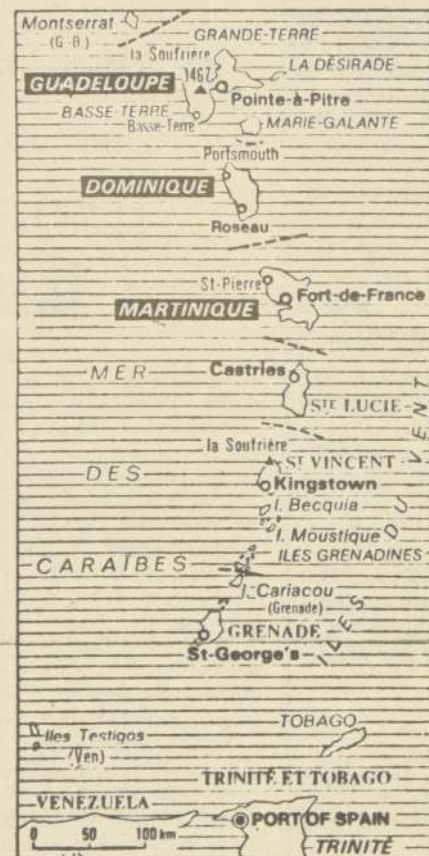 Montserrat
(G.-B.)
GRANDE-TERRE
la Soufrière
1467
LA DÉSIRADE
GUADELOUPE
Pointe-à-Pitre
BASSE-TERRE
Basse-Terre
MARIE-GALANTE
Portsmouth
DOMINIQUE
Roseau
St-Pierre
Fort-de-France
MARTINIQUE
MER
Castries
STE LUCIE
la Soufrière
ST VINCENT
DES
Kingstown
I. Becquia
I. Moustique
ILES GRENADINES
CARAÏBES
I. Cariacou
(Grenade)
GRENADE
St-George's
ILES DU VENT
TOBAGO
Iles Testigos
(Ven)
TRINITÉ ET TOBAGO
VENEZUELA
PORT OF SPAIN
0 50 100 km
TRINITÉ